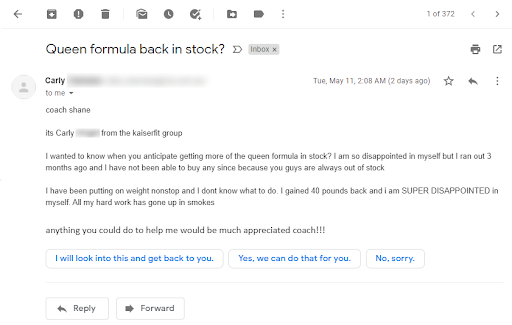 1 of 372
Queen formula back in stock?
Inbox x
Carly
Tue, May 11, 2:08 AM (2 days ago)
to me
coach shane
its Carly from the kaiserfit group
I wanted to know when you anticipate getting more of the queen formula in stock? I am so disappointed in myself but I ran out 3
months ago and I have not been able to buy any since because you guys are always out of stock
I have been putting on weight nonstop and I dont know what to do. I gained 40 pounds back and i am SUPER DISAPPOINTED in
myself. All my hard work has gone up in smokes
anything you could do to help me would be much appreciated coach!!!
I will look into this and get back to you.
Yes, we can do that for you.
No, sorry.
Reply
Forward